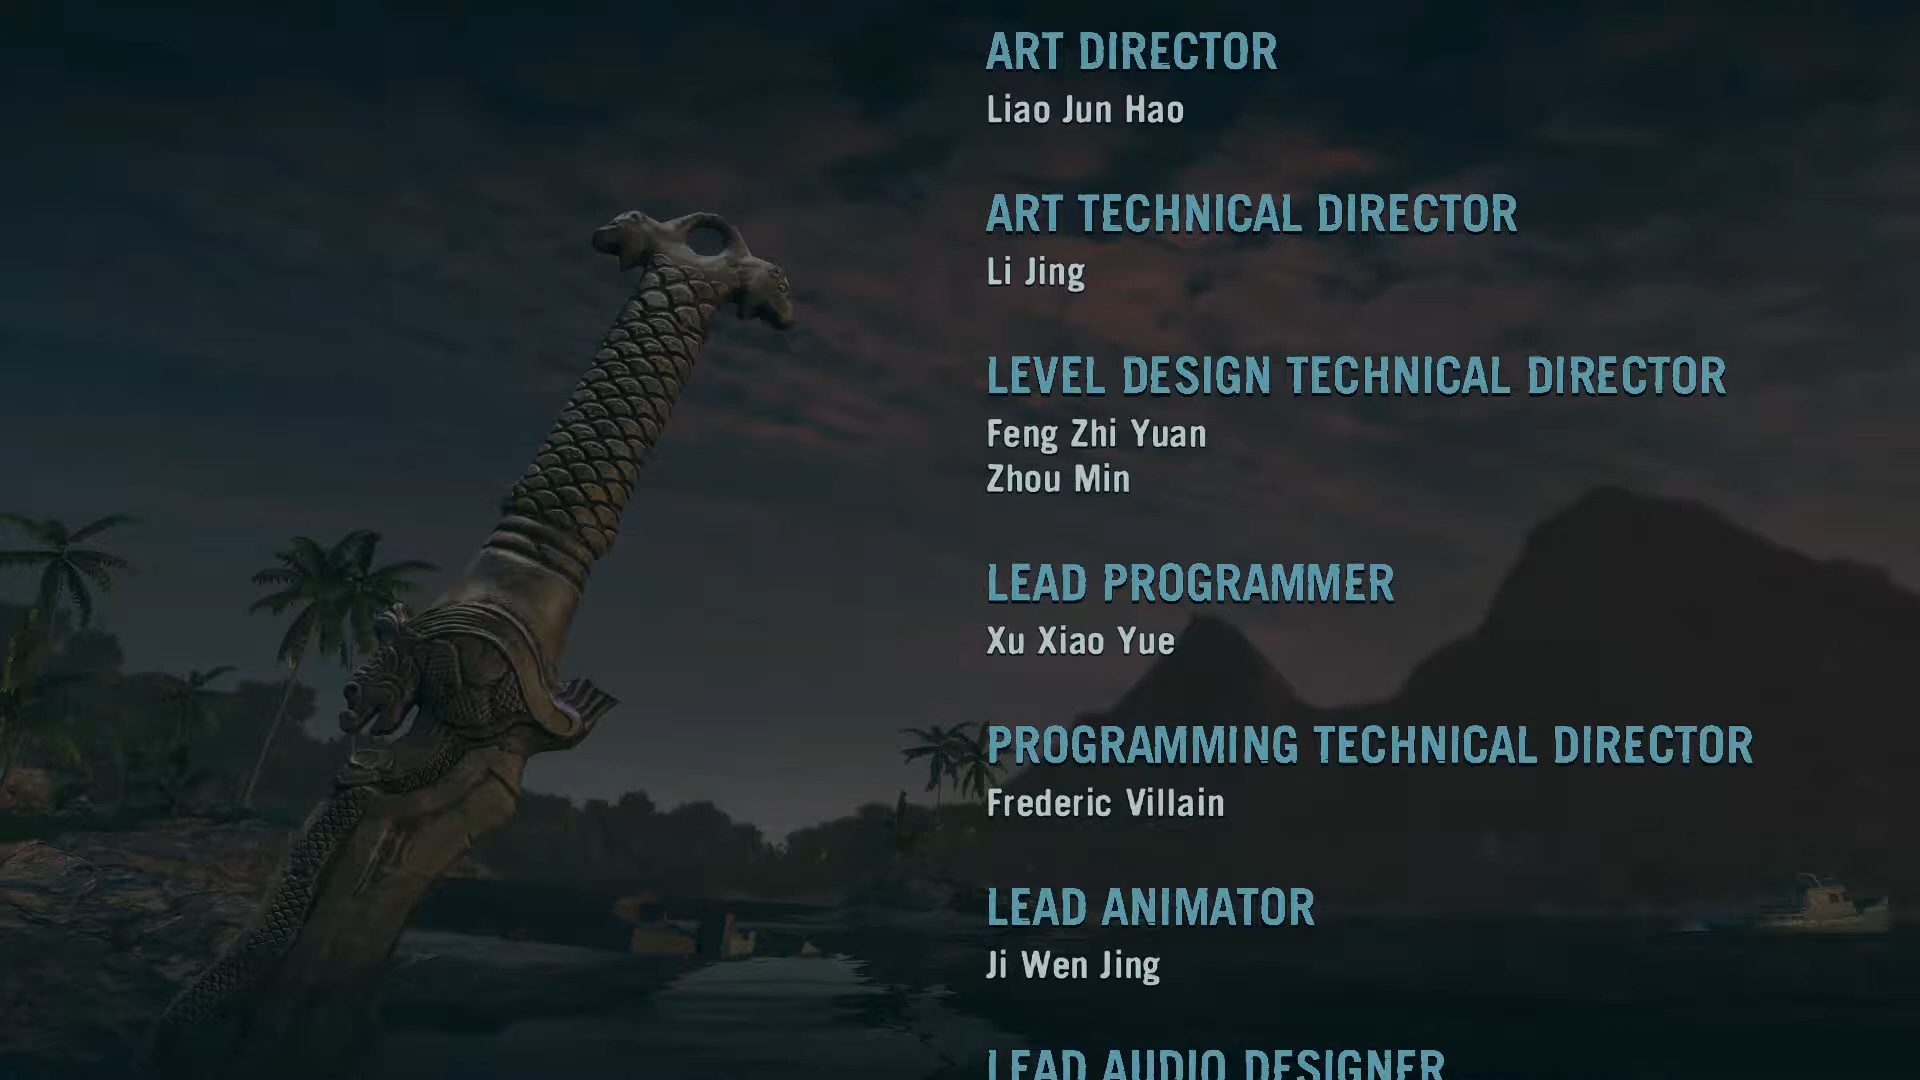 ART DIRECTOR
Liao Jun Hao
ART TECHNICAL DIRECTOR
Li Jing
LEVEL DESIGN TECHNICAL DIRECTOR
Feng Zhi Yuan
Zhou Min
LEAD PROGRAMMER
Xu Xiao Yue
PROGRAMMING TECHNICAL DIRECTOR
Frederic Villain
LEAD ANIMATOR
Ji Wen Jing
LEAD AUDIO DESIGNER